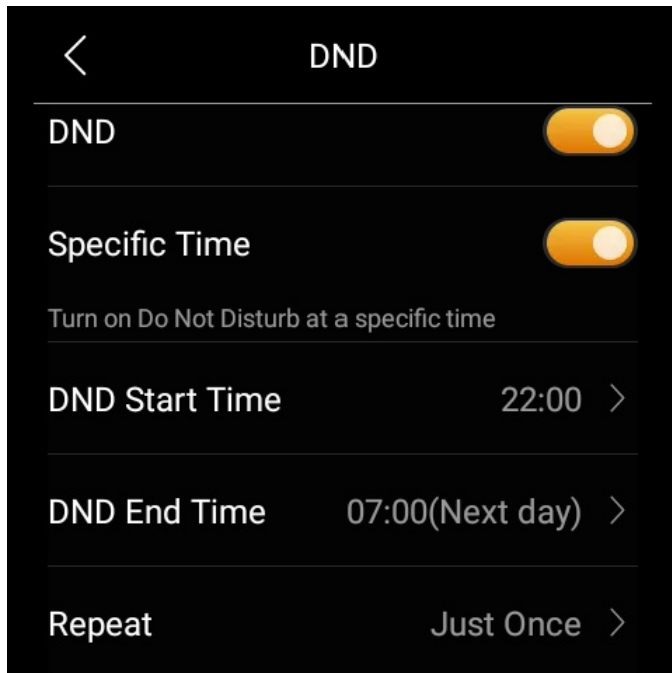 DND
DND
Specific Time
Turn on Do Not Disturb at a specific time
DND Start Time 22:00
DND End Time 07:00(Next day)
Repeat Just Once